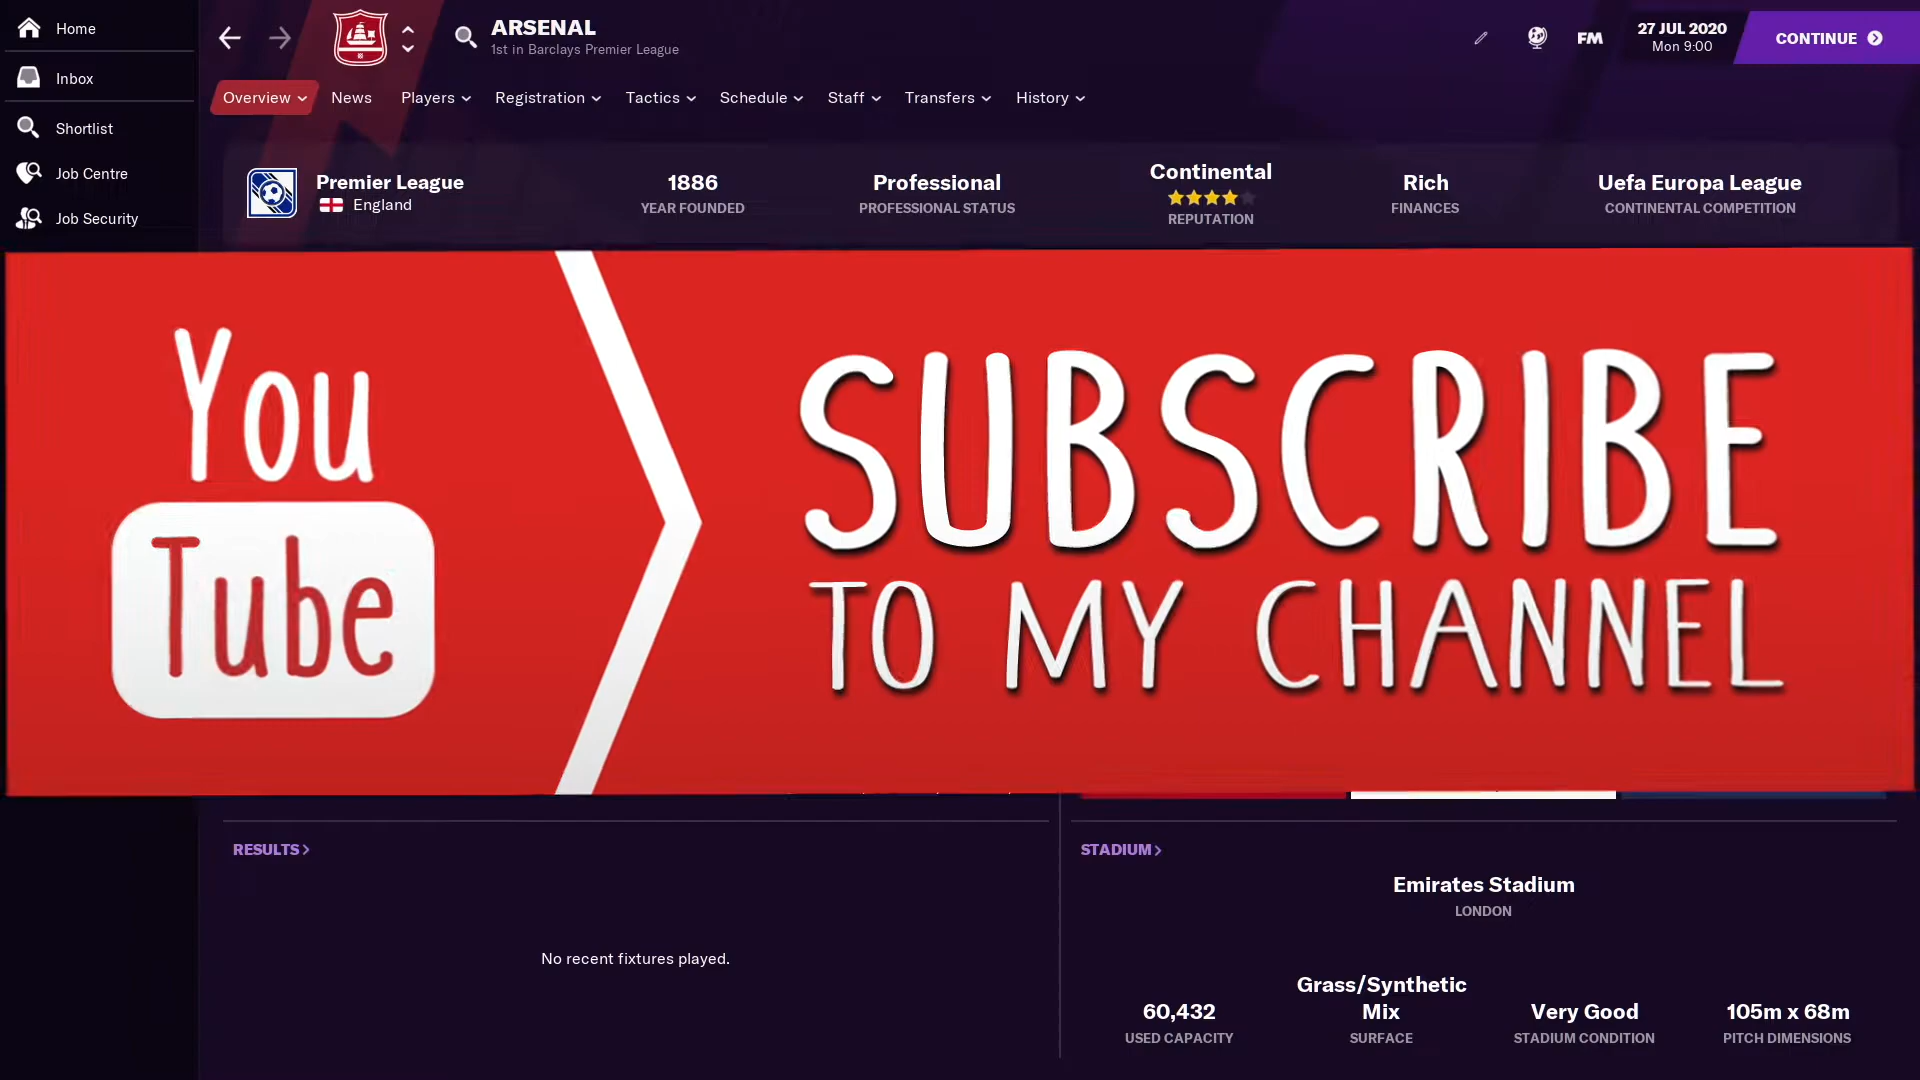 Home
Inbox
Shortlist
Job Centre
Job Security
ARSENAL
1st in Barclays Premier League
FM
27 JUL 2020
Mon 9:00
CONTINUE
Overview
News
Players
Registration
Tactics
Schedule
Staff
Transfers
History
Premier League
England
1886
YEAR FOUNDED
Professional
PROFESSIONAL STATUS
Continental
REPUTATION
Rich
FINANCES
Uefa Europa League
CONTINENTAL COMPETITION
You
Tube
SUBSCRIBE
TO MY CHANNEL
RESULTS
No recent fixtures played.
STADIUM
Emirates Stadium
LONDON
60,432
USED CAPACITY
Grass/Synthetic
Mix
SURFACE
Very Good
STADIUM CONDITION
105m x 68m
PITCH DIMENSIONS